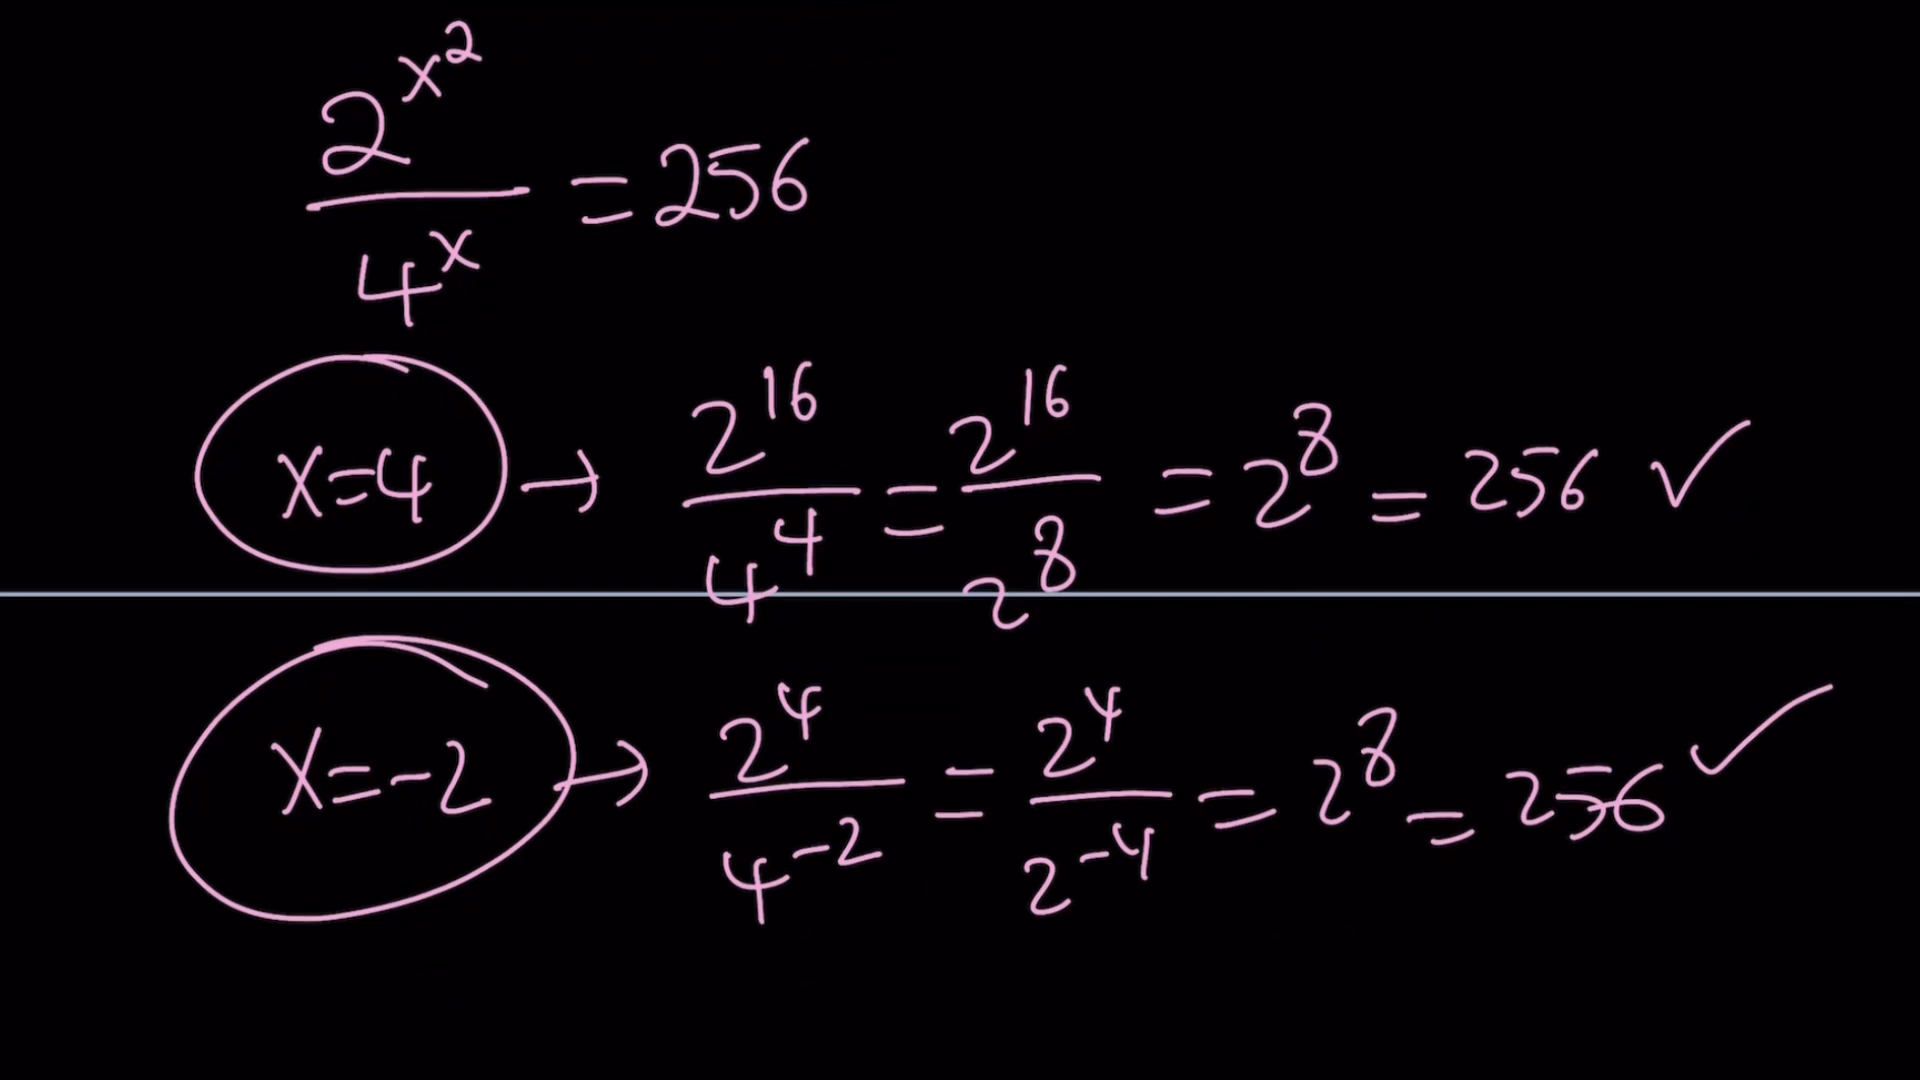 2^{x^2} / 4^x = 256
x=4 → 2^{16} / 4^4 = 2^{16} / 2^8 = 2^8 = 256 ✓
x=-2 → 2^4 / 4^{-2} = 2^4 / 2^{-4} = 2^8 = 256 ✓